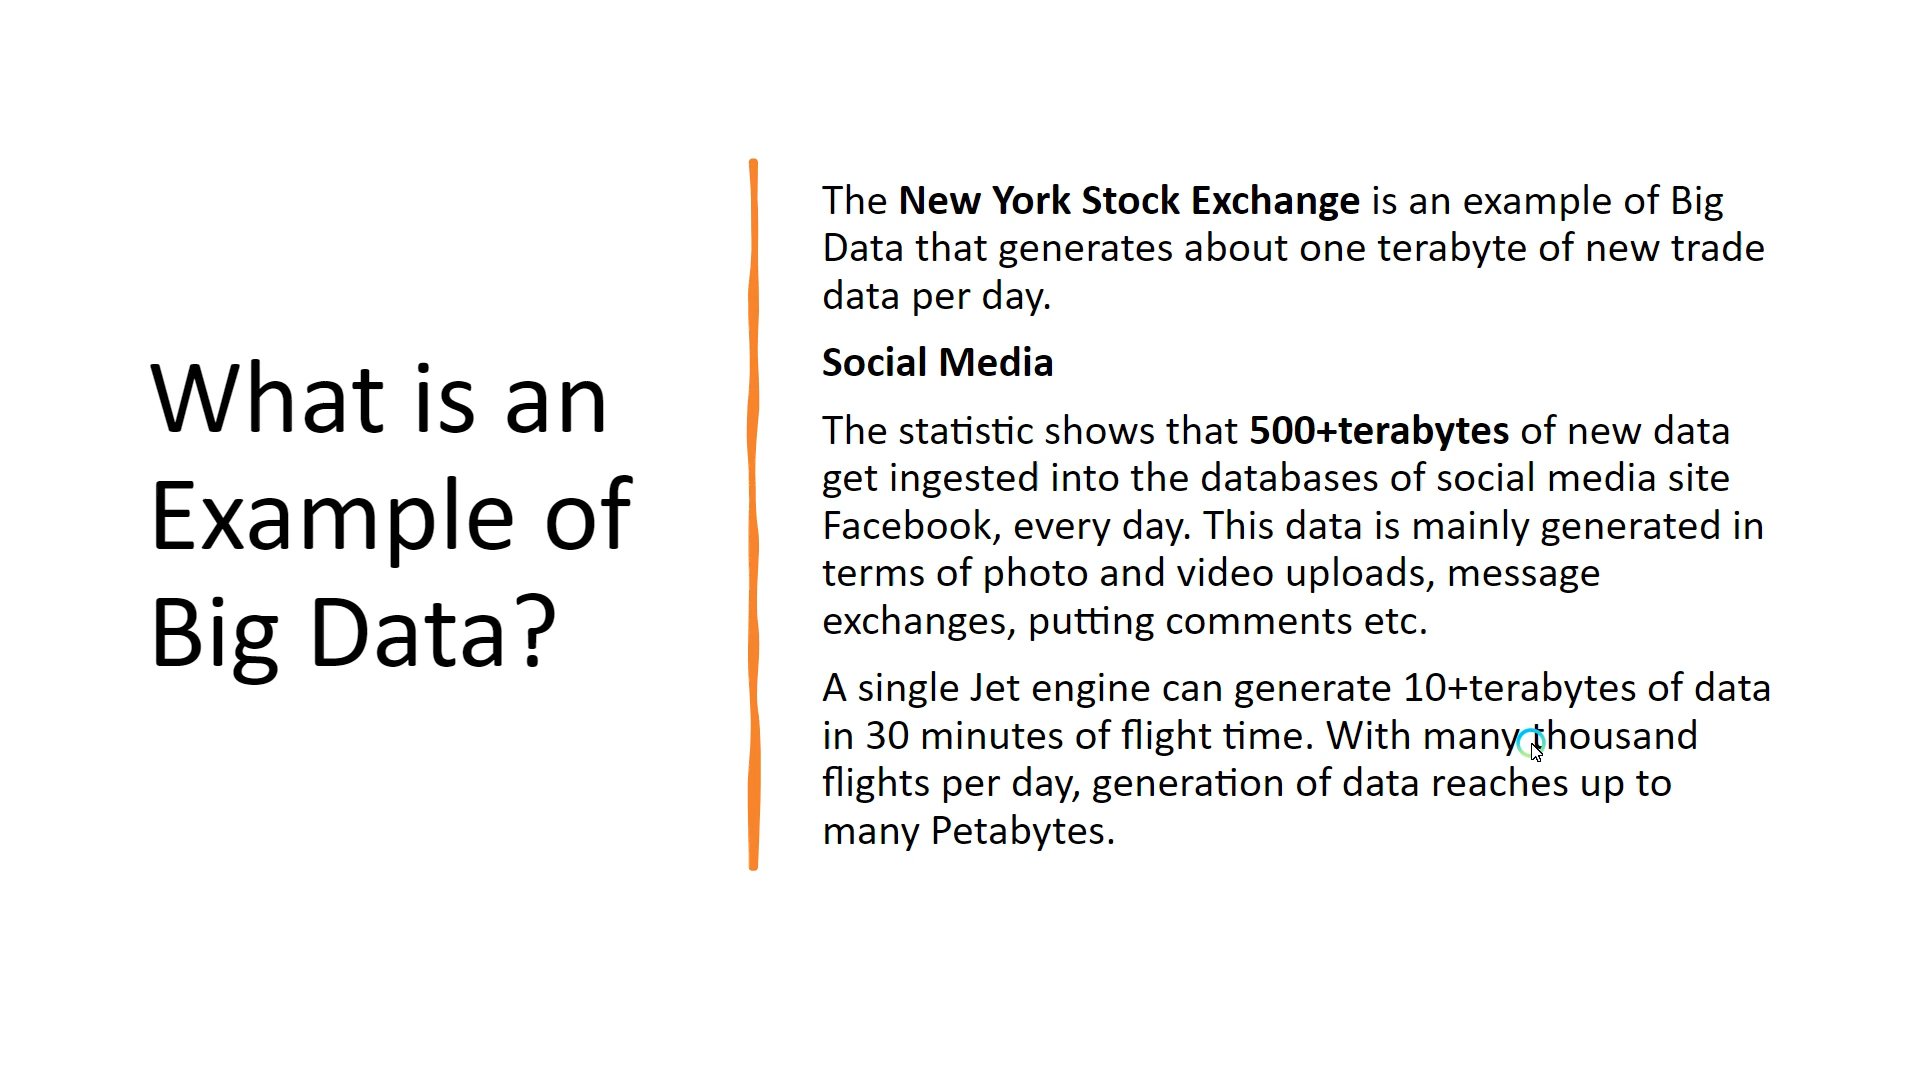 What is an
Example of
Big Data?
The New York Stock Exchange is an example of Big
Data that generates about one terabyte of new trade
data per day.
Social Media
The statistic shows that 500+terabytes of new data
get ingested into the databases of social media site
Facebook, every day. This data is mainly generated in
terms of photo and video uploads, message
exchanges, putting comments etc.
A single Jet engine can generate 10+terabytes of data
in 30 minutes of flight time. With many thousand
flights per day, generation of data reaches up to
many Petabytes.